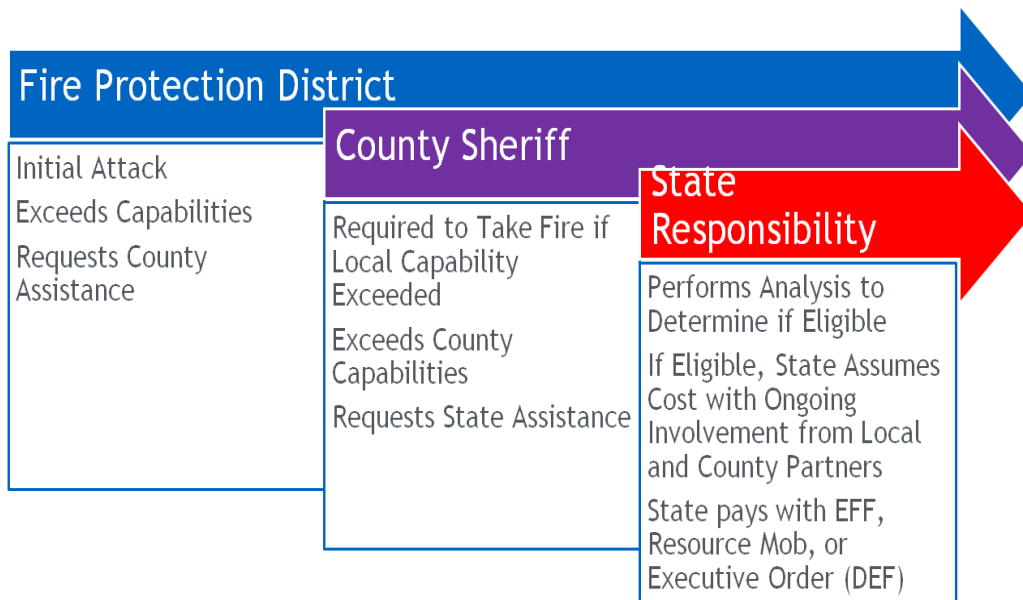 Fire Protection District
Initial Attack
Exceeds Capabilities
Requests County
Assistance
County Sheriff
Required to Take Fire if
Local Capability
Exceeded
Exceeds County
Capabilities
Requests State Assistance
State
Responsibility
Performs Analysis to
Determine if Eligible
If Eligible, State Assumes
Cost with Ongoing
Involvement from Local
and County Partners
State pays with EFF,
Resource Mob, or
Executive Order (DEF)